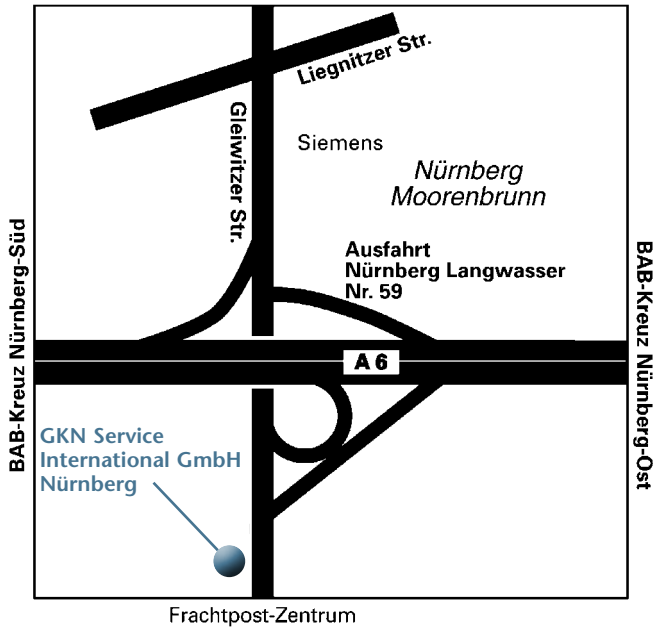 Liegnitzer Str.
Gleiwitzer Str.
Siemens
Nürnberg
Moorenbrunn
Ausfahrt
Nürnberg Langwasser
Nr. 59
BAB-Kreuz Nürnberg-Süd
BAB-Kreuz Nürnberg-Ost
A 6
GKN Service
International GmbH
Nürnberg
Frachtpost-Zentrum